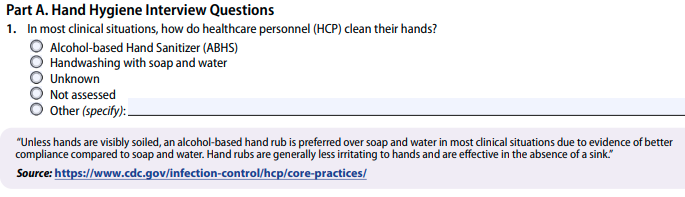 Part A. Hand Hygiene Interview Questions
1. In most clinical situations, how do healthcare personnel (HCP) clean their hands?
Alcohol-based Hand Sanitizer (ABHS)
Handwashing with soap and water
Unknown
Not assessed
Other (specify):
"Unless hands are visibly soiled, an alcohol-based hand rub is preferred over soap and water in most clinical situations due to evidence of better
compliance compared to soap and water. Hand rubs are generally less irritating to hands and are effective in the absence of a sink."
Source: https://www.cdc.gov/infection-control/hcp/core-practices/